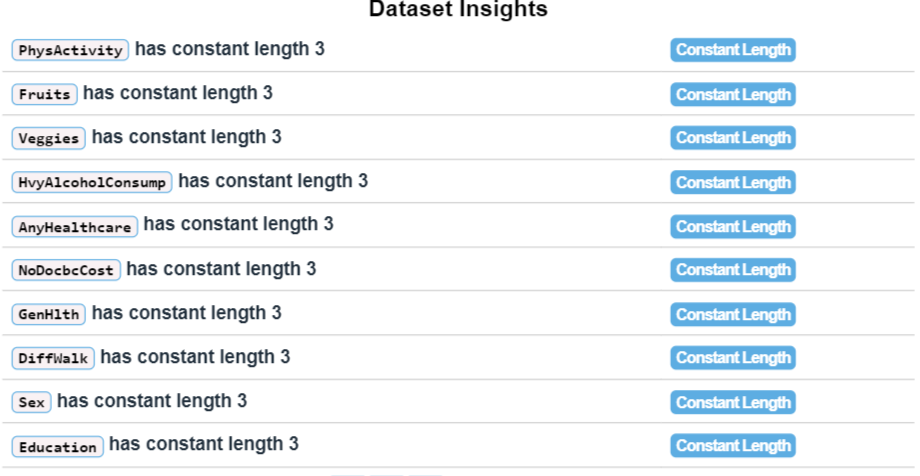 Dataset Insights
PhysActivity has constant length 3 Constant Length
Fruits has constant length 3 Constant Length
Veggies has constant length 3 Constant Length
HvyAlcoholConsump has constant length 3 Constant Length
AnyHealthcare has constant length 3 Constant Length
NoDocbcCost has constant length 3 Constant Length
GenHlth has constant length 3 Constant Length
DiffWalk has constant length 3 Constant Length
Sex has constant length 3 Constant Length
Education has constant length 3 Constant Length